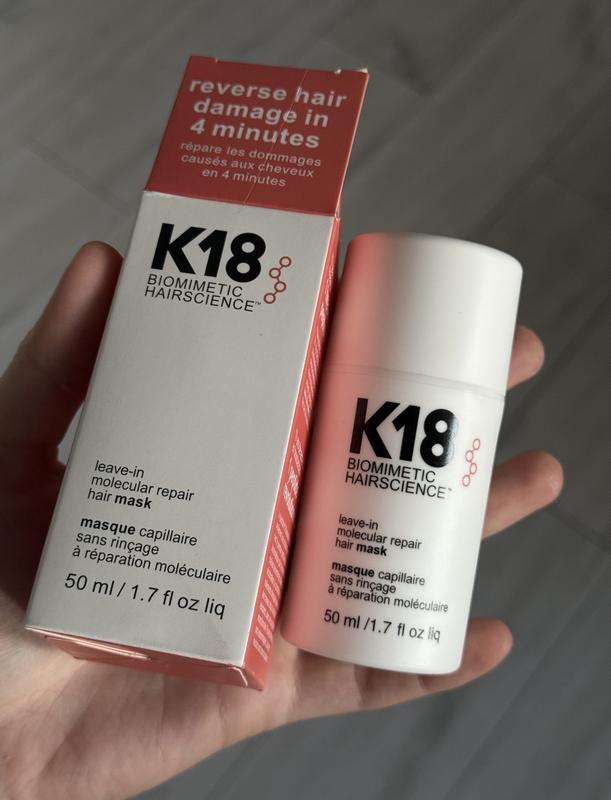 reverse hair
damage in
4 minutes
répare les dommages
causés aux cheveux
en 4 minutes
K18
BIOMIMETIC
HAIRSCIENCE™
leave-in
molecular repair
hair mask
masque capillaire
sans rinçage
à réparation moléculaire
50 ml / 1.7 fl oz liq
K18
BIOMIMETIC
HAIRSCIENCE™
leave-in
molecular repair
hair mask
masque capillaire
sans rinçage
à réparation moléculaire
50 ml /1.7 fl oz liq